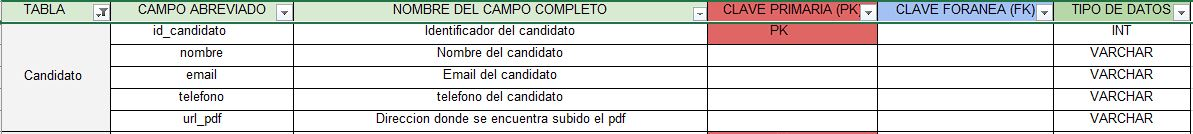 TABLA CAMPO ABREVIADO NOMBRE DEL CAMPO COMPLETO CLAVE PRIMARIA (PK) CLAVE FORANEA (FK) TIPO DE DATOS
id_candidato Identificador del candidato PK INT
nombre Nombre del candidato VARCHAR
Candidato email Email del candidato VARCHAR
telefono telefono del candidato VARCHAR
url_pdf Direccion donde se encuentra subido el pdf VARCHAR